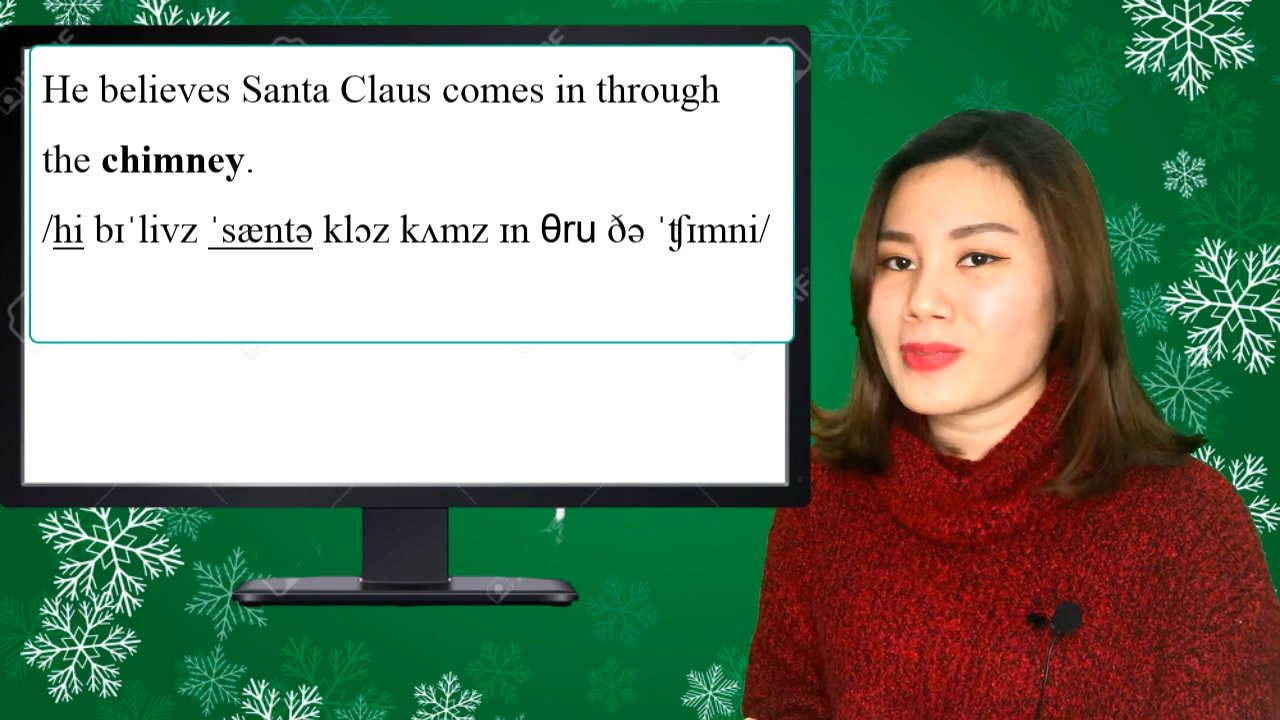 He believes Santa Claus comes in through
the chimney.
/hi bɪˈlivz ˈsæntə klɔz kʌmz ɪn θru ðə ˈʧɪmni/